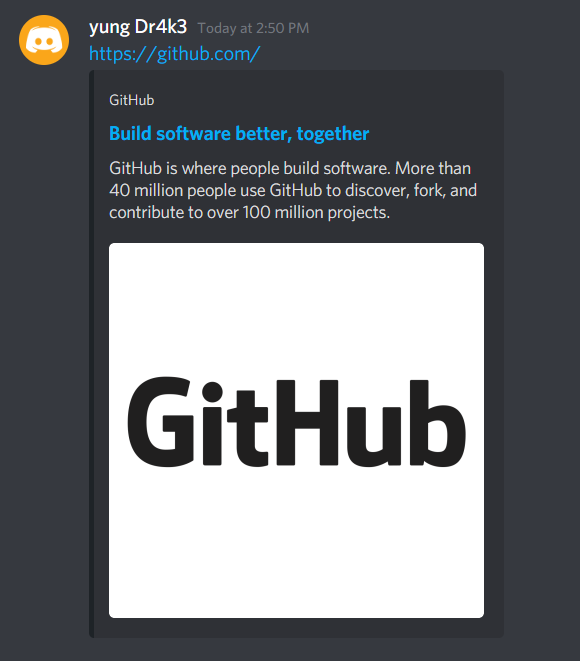 yung Dr4k3 Today at 2:50 PM
https://github.com/
GitHub
Build software better, together
GitHub is where people build software. More than
40 million people use GitHub to discover, fork, and
contribute to over 100 million projects.
GitHub